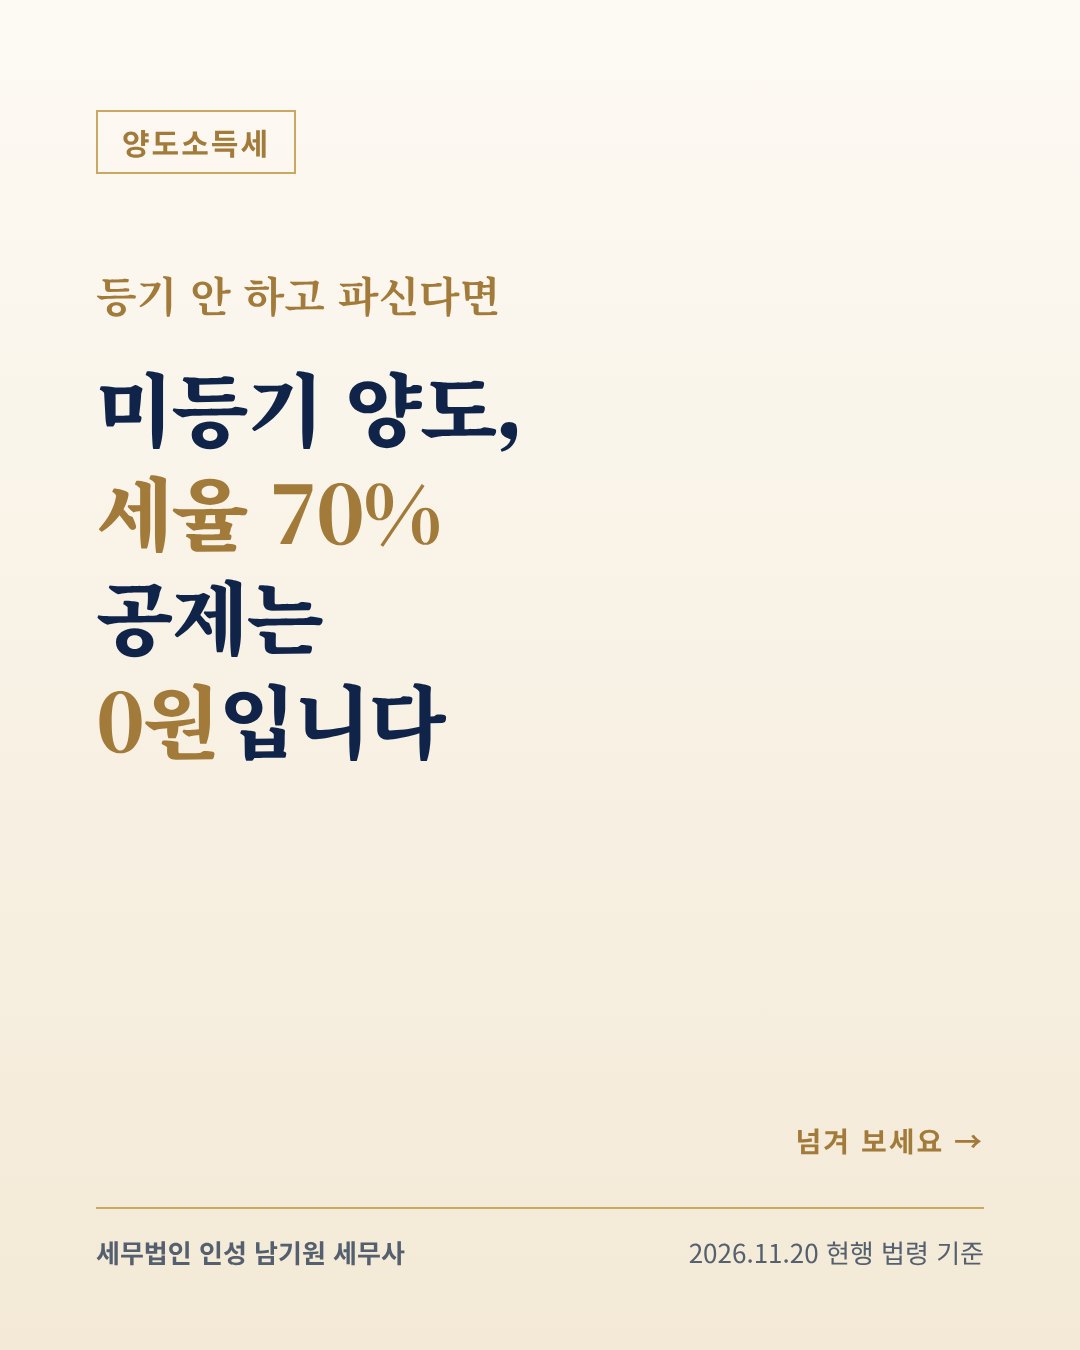 양도소득세
등기 안 하고 파신다면
미등기 양도,
세율 70%
공제는
0원입니다
넘겨 보세요 →
세무법인 인성 남기원 세무사
2026.11.20 현행 법령 기준